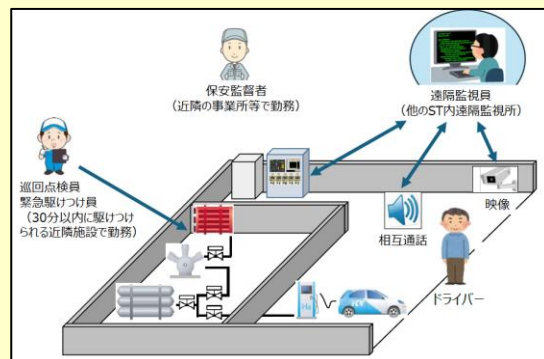 保安監督者
(近隣の事業所等で勤務)
遠隔監視員
(他のST内遠隔監視所)
巡回点検員
緊急駆けつけ員
(30分以内に駆けつけ
られる近隣施設で勤務)
映像
相互通話
ドライバー
H₂